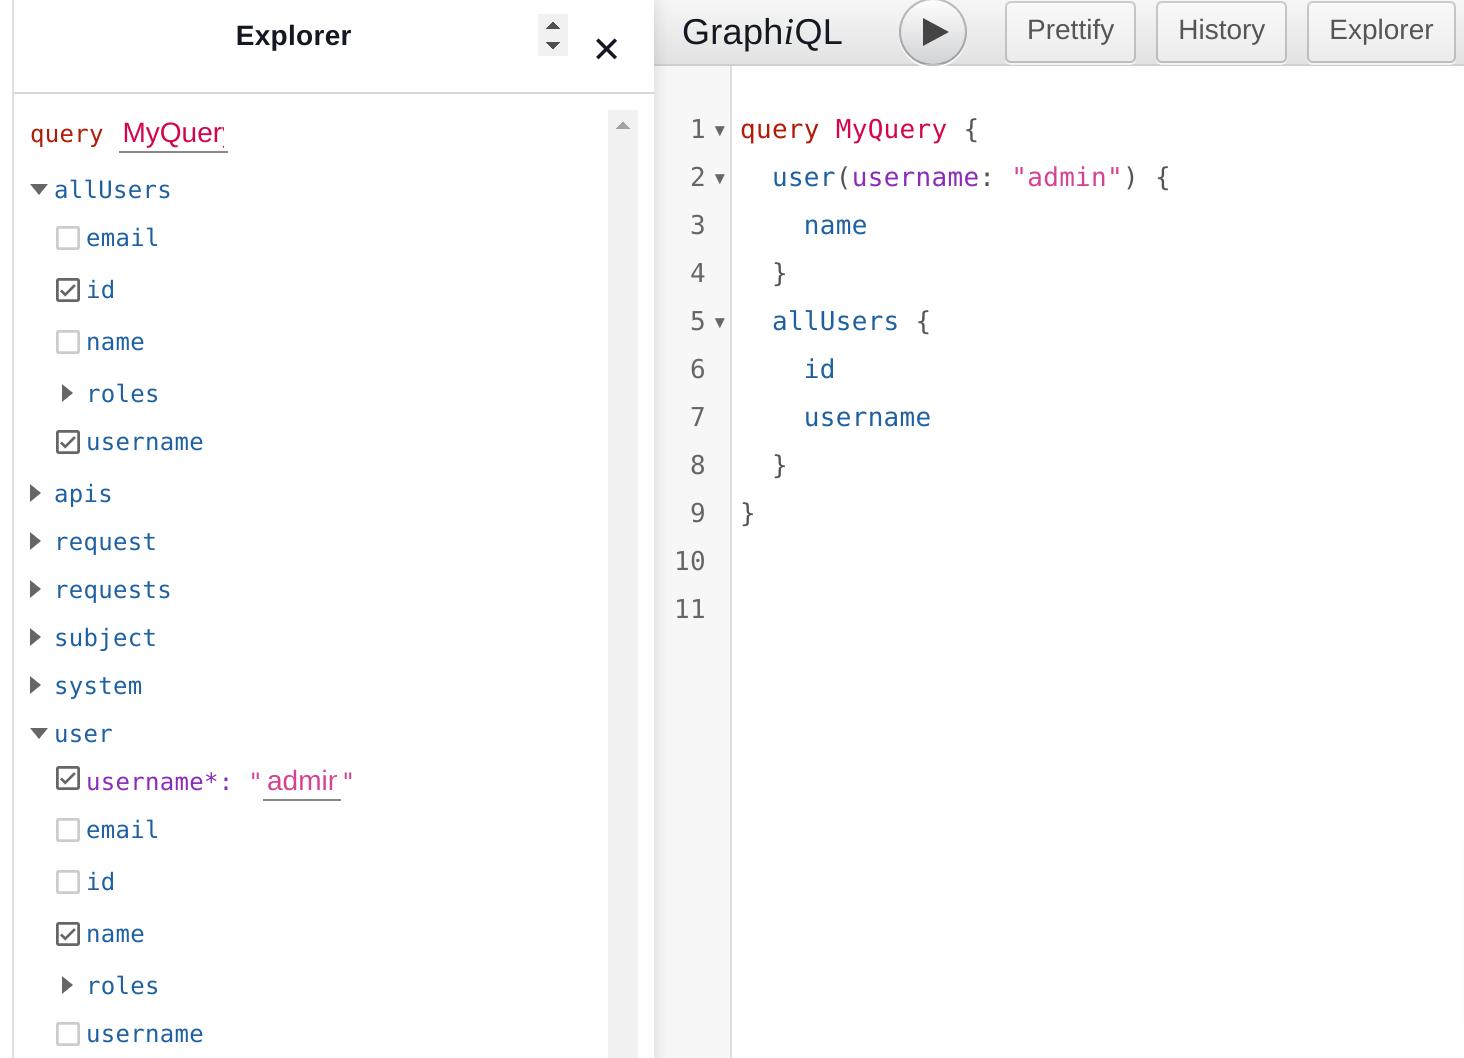 Explorer
query MyQuer
allUsers
email
id
name
roles
username
apis
request
requests
subject
system
user
username*: "admir"
email
id
name
roles
username
GraphiQL
Prettify
History
Explorer
1 query MyQuery {
2 user(username: "admin") {
3 name
4 }
5 allUsers {
6 id
7 username
8 }
9 }
10
11